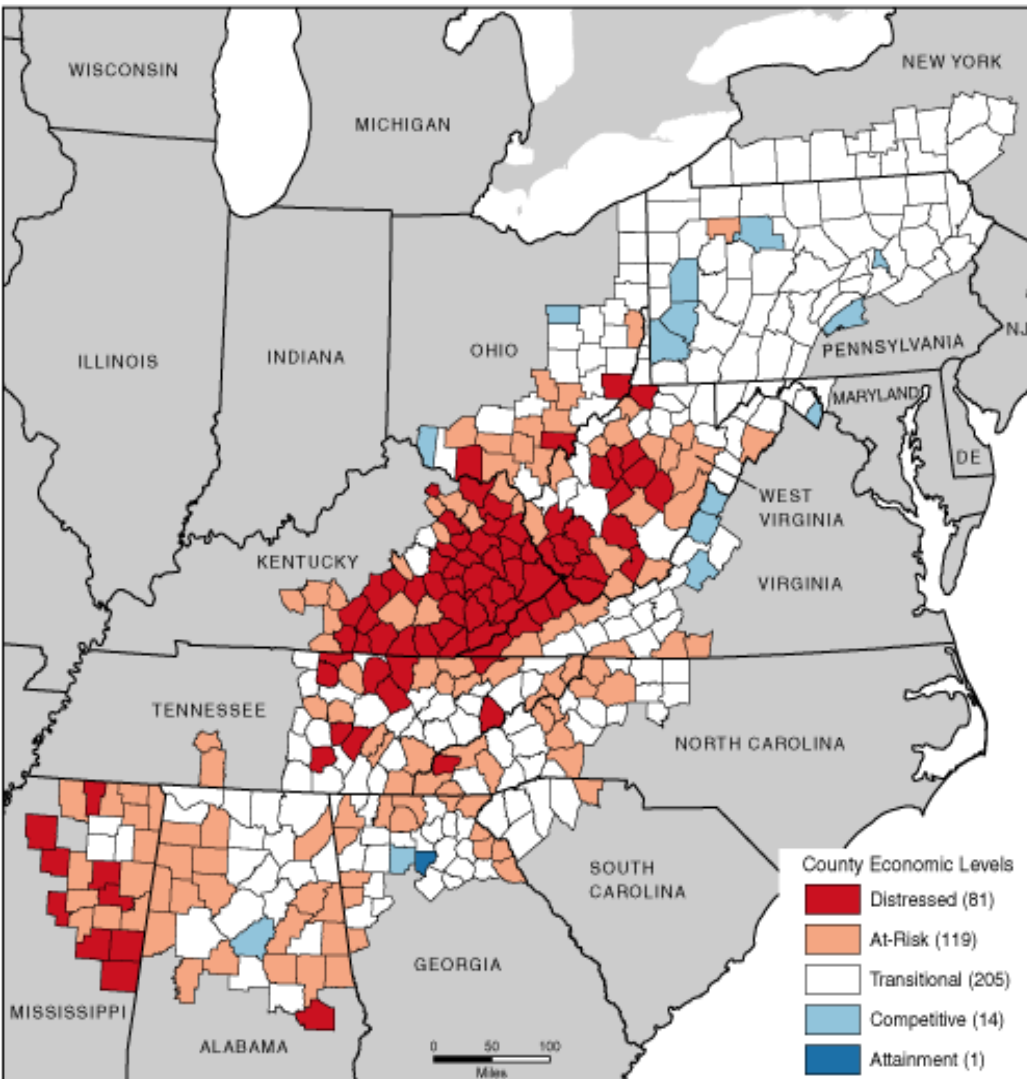 WISCONSIN
NEW YORK
MICHIGAN
ILLINOIS
INDIANA
OHIO
PENNSYLVANIA
NJ
MARYLAND
DE
WEST
VIRGINIA
KENTUCKY
VIRGINIA
TENNESSEE
NORTH CAROLINA
SOUTH
CAROLINA
GEORGIA
MISSISSIPPI
ALABAMA
0 50 100
Miles
County Economic Levels
Distressed (81)
At-Risk (119)
Transitional (205)
Competitive (14)
Attainment (1)